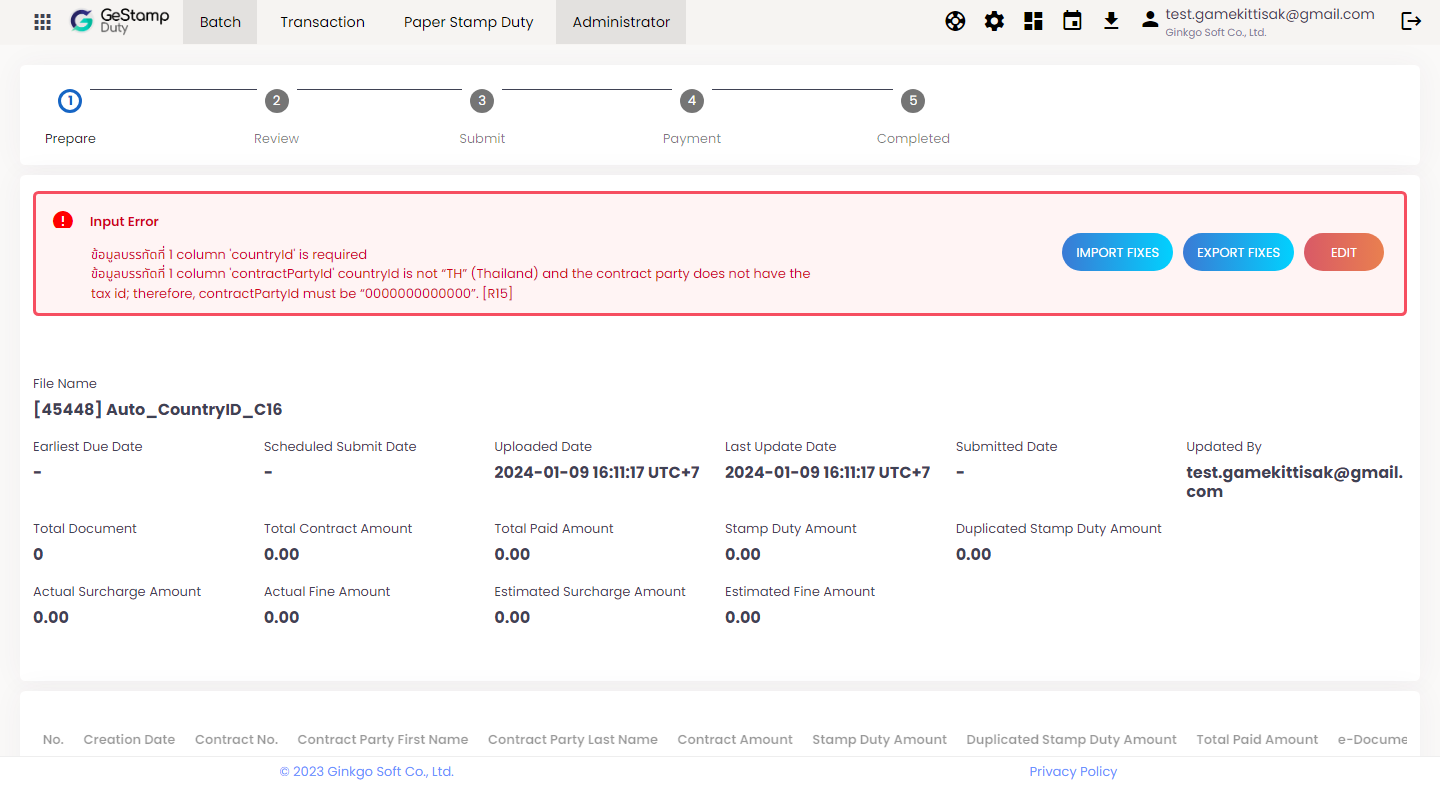 GeStamp
Duty
Batch
Transaction
Paper Stamp Duty
Administrator
test.gamekittisak@gmail.com
Ginkgo Soft Co., Ltd.
1
2
3
4
5
Prepare
Review
Submit
Payment
Completed
Input Error
ข้อมูลบรรทัดที่ 1 column 'countryId' is required
ข้อมูลบรรทัดที่ 1 column 'contractPartyId' countryId is not “TH” (Thailand) and the contract party does not have the
tax id; therefore, contractPartyId must be “0000000000000”. [R15]
IMPORT FIXES
EXPORT FIXES
EDIT
File Name
[45448] Auto_CountryID_C16
Earliest Due Date
Scheduled Submit Date
Uploaded Date
Last Update Date
Submitted Date
Updated By
-
-
2024-01-09 16:11:17 UTC+7
2024-01-09 16:11:17 UTC+7
-
test.gamekittisak@gmail.
com
Total Document
Total Contract Amount
Total Paid Amount
Stamp Duty Amount
Duplicated Stamp Duty Amount
0
0.00
0.00
0.00
0.00
Actual Surcharge Amount
Actual Fine Amount
Estimated Surcharge Amount
Estimated Fine Amount
0.00
0.00
0.00
0.00
No.
Creation Date
Contract No.
Contract Party First Name
Contract Party Last Name
Contract Amount
Stamp Duty Amount
Duplicated Stamp Duty Amount
Total Paid Amount
e-Docume
© 2023 Ginkgo Soft Co., Ltd.
Privacy Policy